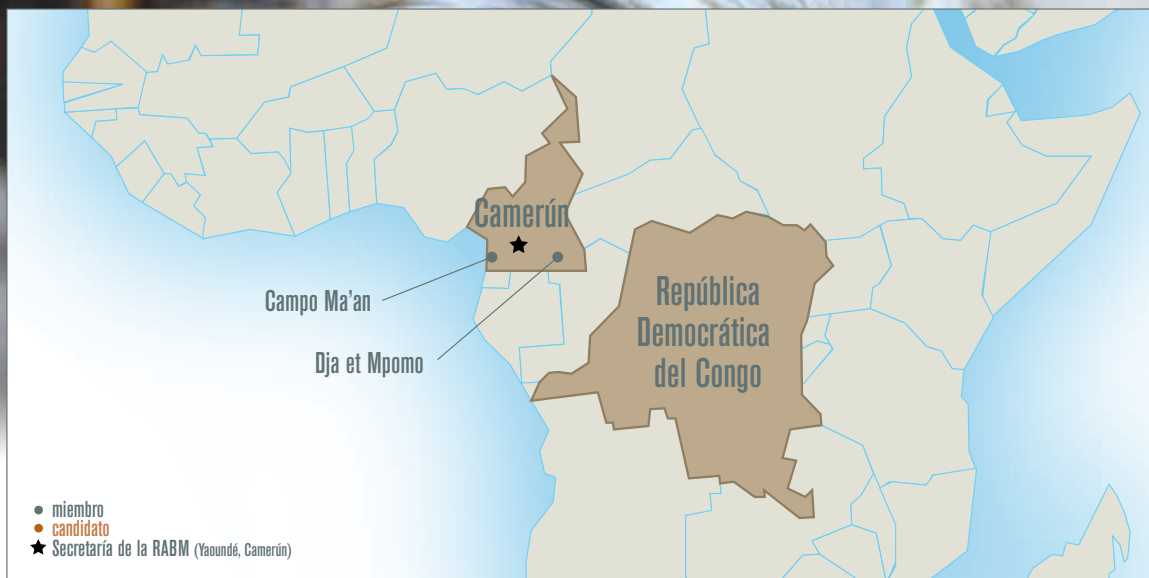 Camerún
Campo Ma'an
Dja et Mpomo
República
Democrática
del Congo
miembro
candidato
Secretaría de la RABM (Yaoundé, Camerún)